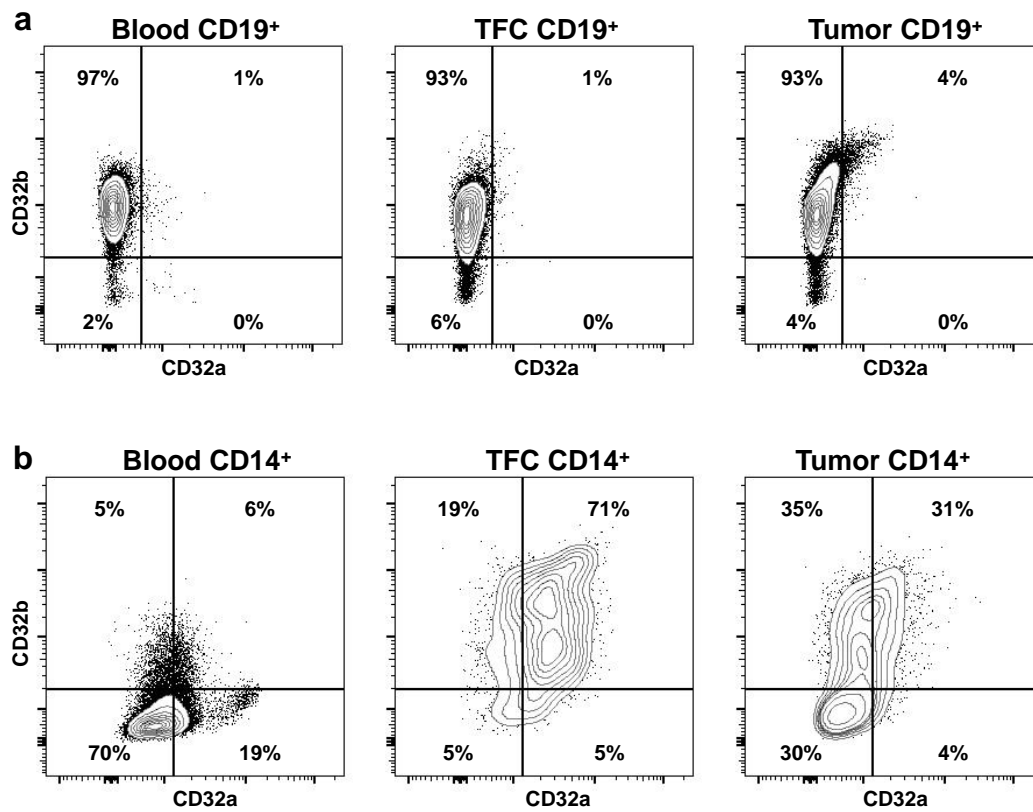 a
Blood CD19+ TFC CD19+ Tumor CD19+
97% 1% 93% 1% 93% 4%
CD32b
2% 0% 6% 0% 4% 0%
CD32a CD32a CD32a
b
Blood CD14+ TFC CD14+ Tumor CD14+
5% 6% 19% 71% 35% 31%
CD32b
70% 19% 5% 5% 30% 4%
CD32a CD32a CD32a